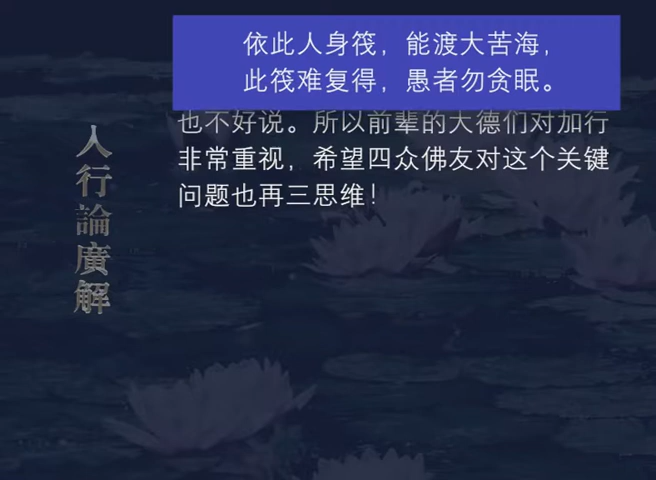 依此人身筏，能渡大苦海，
此筏难复得，愚者勿贪眠。
也不好说。所以前辈的大德们对加行
非常重视，希望四众佛友对这个关键
问题也再三思维！
入行論廣解